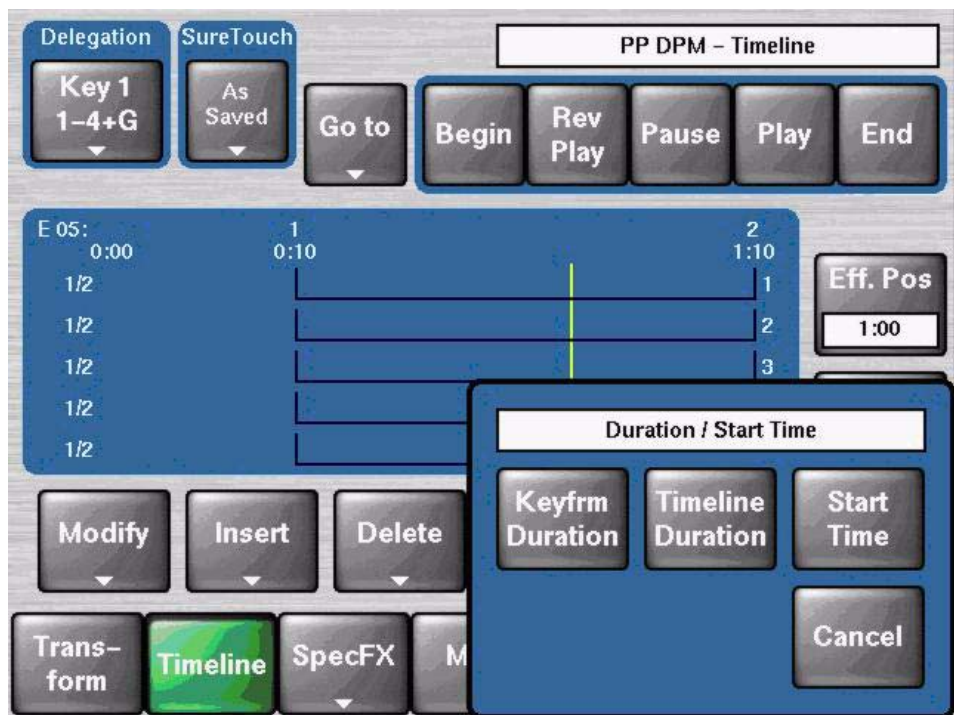 Delegation
SureTouch
PP DPM – Timeline
Key 1
1–4+G
As
Saved
Go to
Begin
Rev
Play
Pause
Play
End
E 05:
1
2
0:00
0:10
1:10
1/2
1
1/2
2
1/2
3
1/2
1/2
Eff. Pos
1:00
Duration / Start Time
Keyfrm
Duration
Timeline
Duration
Start
Time
Cancel
Modify
Insert
Delete
Trans–
form
Timeline
SpecFX
M